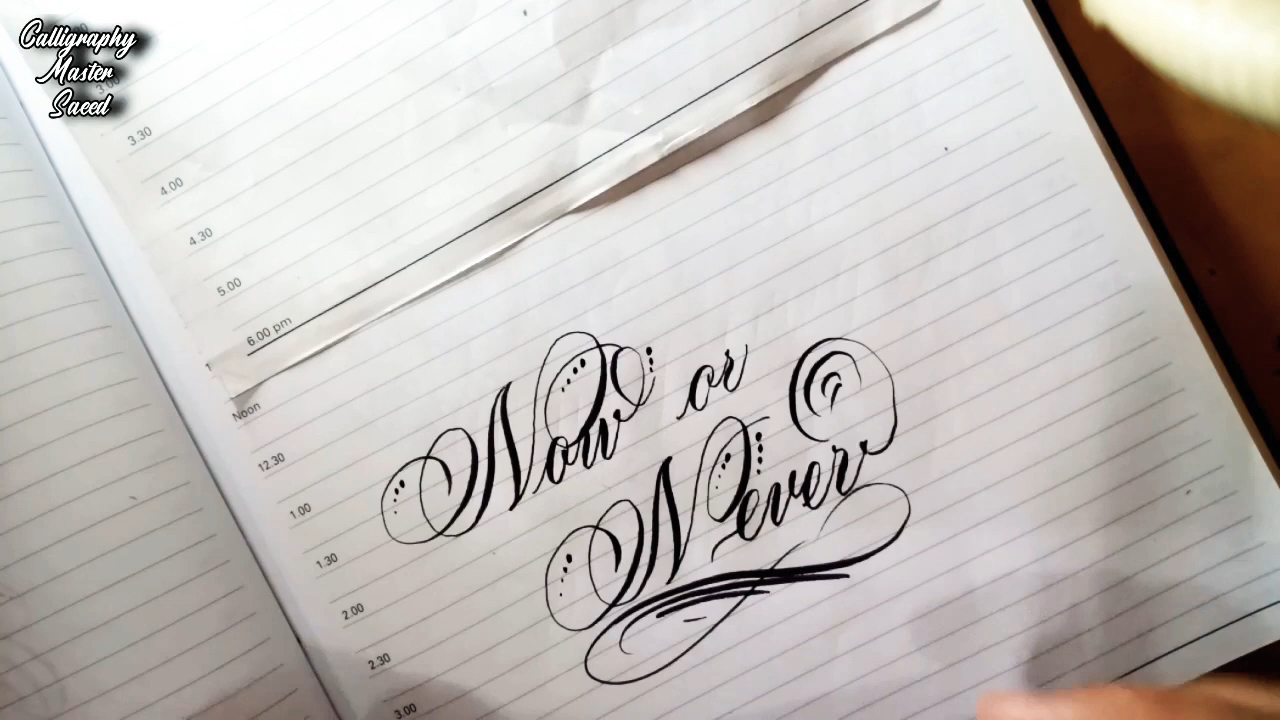 Calligraphy
Master
Saeed
3.30
4.00
4.30
5.00
6.00 pm
Noon
12.30
1.00
1.30
2.00
2.30
3.00
Now or
Never